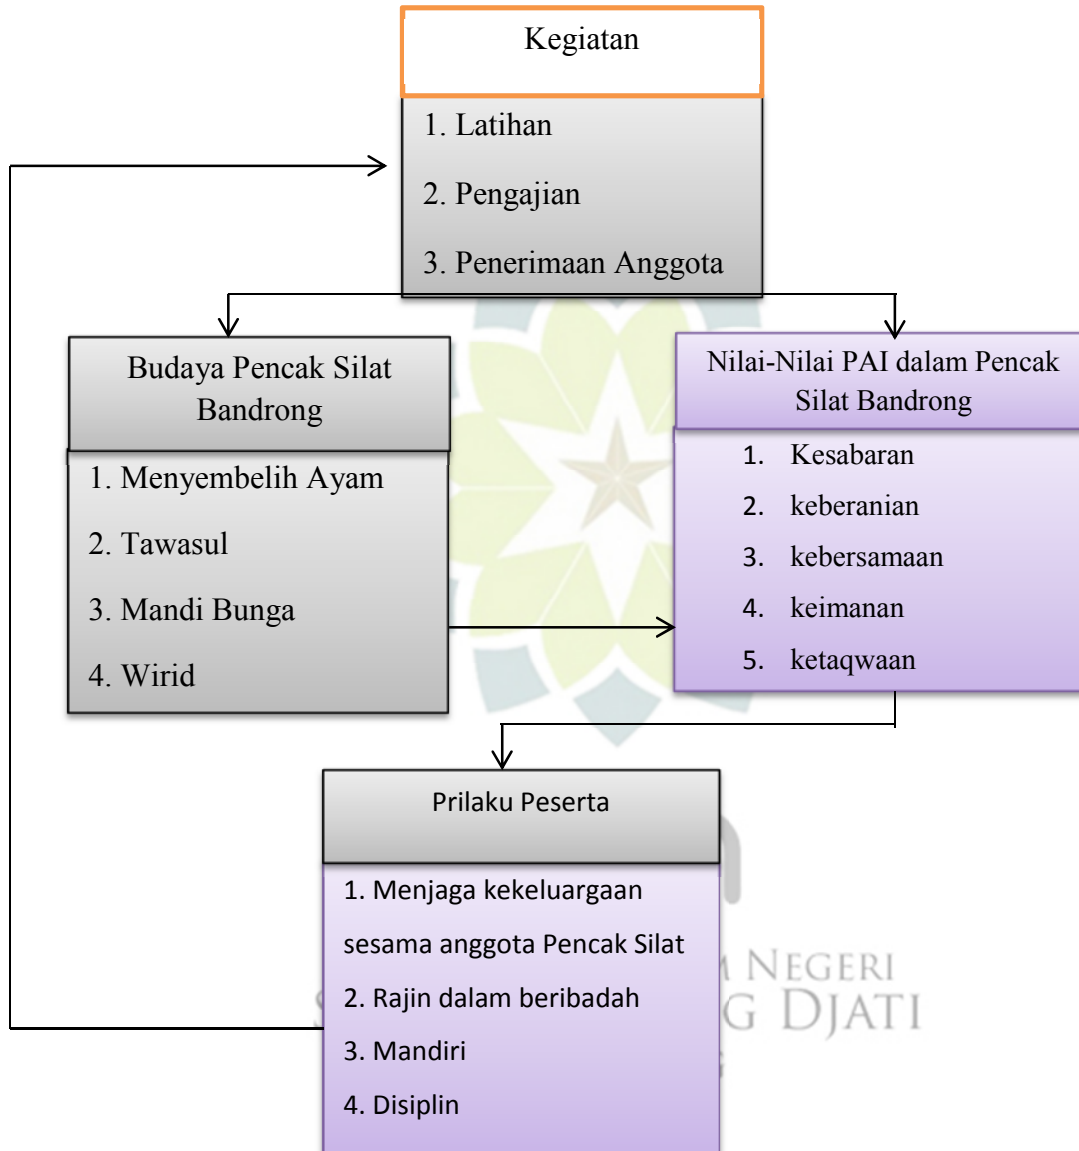 Kegiatan
1. Latihan
2. Pengajian
3. Penerimaan Anggota
Budaya Pencak Silat
Bandrong
1. Menyembelih Ayam
2. Tawasul
3. Mandi Bunga
4. Wirid
Nilai-Nilai PAI dalam Pencak
Silat Bandrong
1. Kesabaran
2. keberanian
3. kebersamaan
4. keimanan
5. ketaqwaan
Prilaku Peserta
1. Menjaga kekeluargaan
sesama anggota Pencak Silat
2. Rajin dalam beribadah
3. Mandiri
4. Disiplin
NEGERI
DJATI